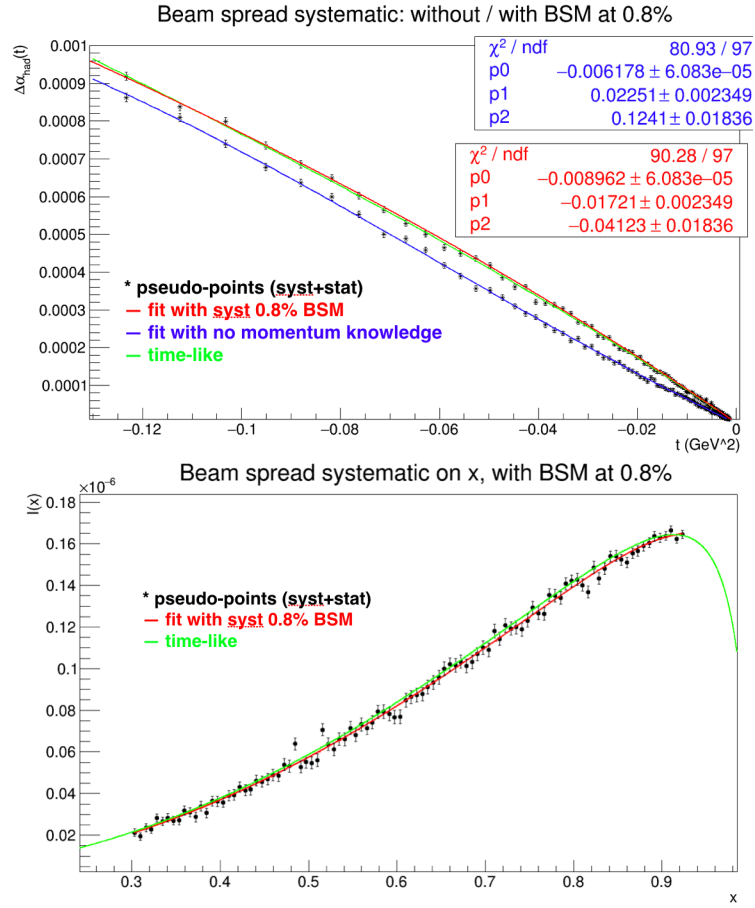 Beam spread systematic: without / with BSM at 0.8%
Δα_had(t)
0.001
0.0009
0.0008
0.0007
0.0006
0.0005
0.0004
0.0003
0.0002
0.0001
χ² / ndf 80.93 / 97
p0 −0.006178 ± 6.083e−05
p1 0.02251 ± 0.002349
p2 0.1241 ± 0.01836
χ² / ndf 90.28 / 97
p0 −0.008962 ± 6.083e−05
p1 −0.01721 ± 0.002349
p2 −0.04123 ± 0.01836
* pseudo-points (syst+stat)
— fit with syst 0.8% BSM
— fit with no momentum knowledge
— time-like
−0.12 −0.1 −0.08 −0.06 −0.04 −0.02 0
t (GeV^2)
Beam spread systematic on x, with BSM at 0.8%
×10⁻⁶
I(x)
0.18
0.16
0.14
0.12
0.1
0.08
0.06
0.04
0.02
* pseudo-points (syst+stat)
— fit with syst 0.8% BSM
— time-like
0.3 0.4 0.5 0.6 0.7 0.8 0.9
x